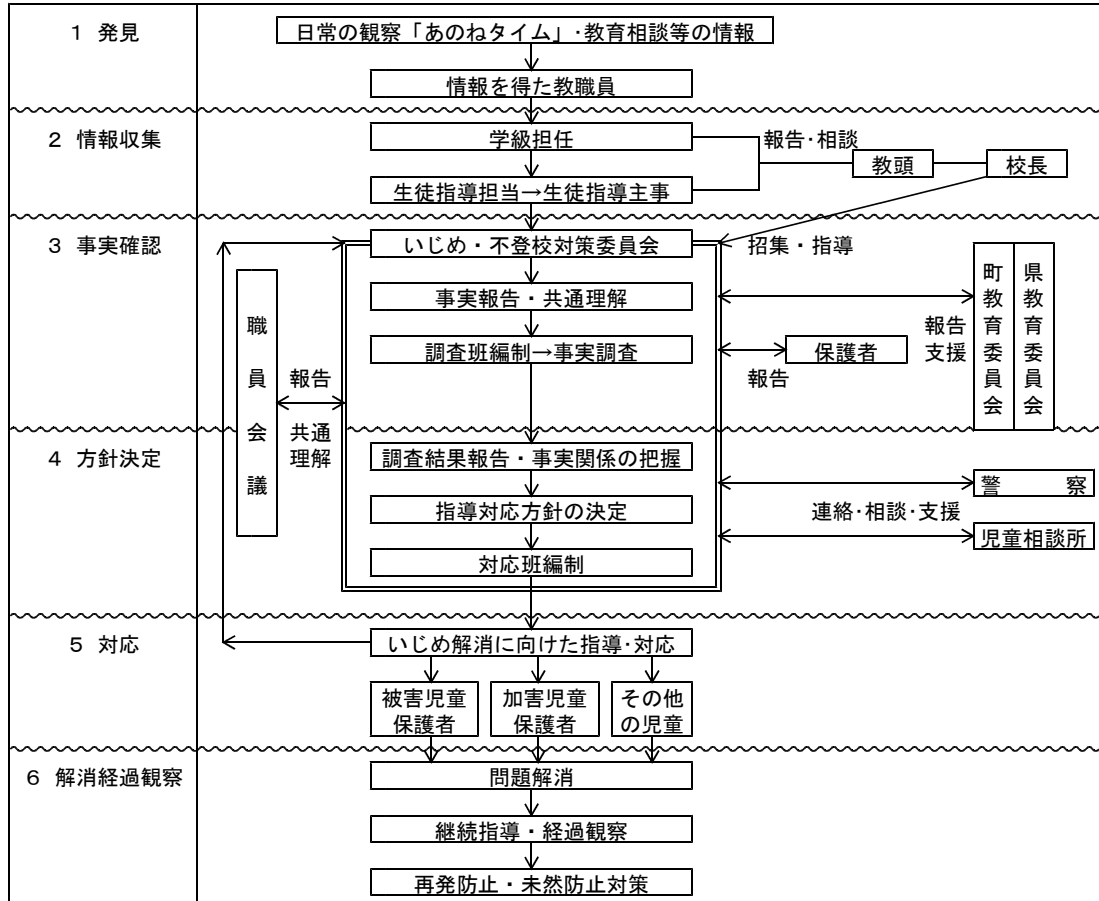 1 発見
日常の観察「あのねタイム」・教育相談等の情報
情報を得た教職員
2 情報収集
学級担任
報告・相談
教頭
校長
生徒指導担当→生徒指導主事
3 事実確認
いじめ・不登校対策委員会
招集・指導
事実報告・共通理解
調査班編制→事実調査
職員会議
報告
共通
理解
保護者
報告
報告
支援
町教育委員会
県教育委員会
4 方針決定
調査結果報告・事実関係の把握
指導対応方針の決定
対応班編制
警察
連絡・相談・支援
児童相談所
5 対応
いじめ解消に向けた指導・対応
被害児童
保護者
加害児童
保護者
その他
の児童
6 解消経過観察
問題解消
継続指導・経過観察
再発防止・未然防止対策